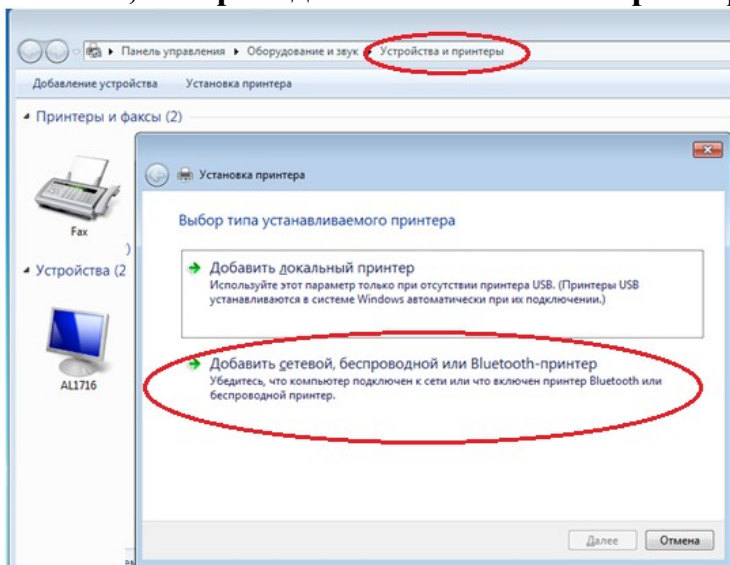 Панель управления ▸ Оборудование и звук ▸ Устройства и принтеры
Добавление устройства Установка принтера
Принтеры и факсы (2)
Fax
)
Устройства (2
AL1716
Установка принтера
Выбор типа устанавливаемого принтера
Добавить локальный принтер
Используйте этот параметр только при отсутствии принтера USB. (Принтеры USB
устанавливаются в системе Windows автоматически при их подключении.)
Добавить сетевой, беспроводной или Bluetooth-принтер
Убедитесь, что компьютер подключен к сети или что включен принтер Bluetooth или
беспроводной принтер.
Далее Отмена